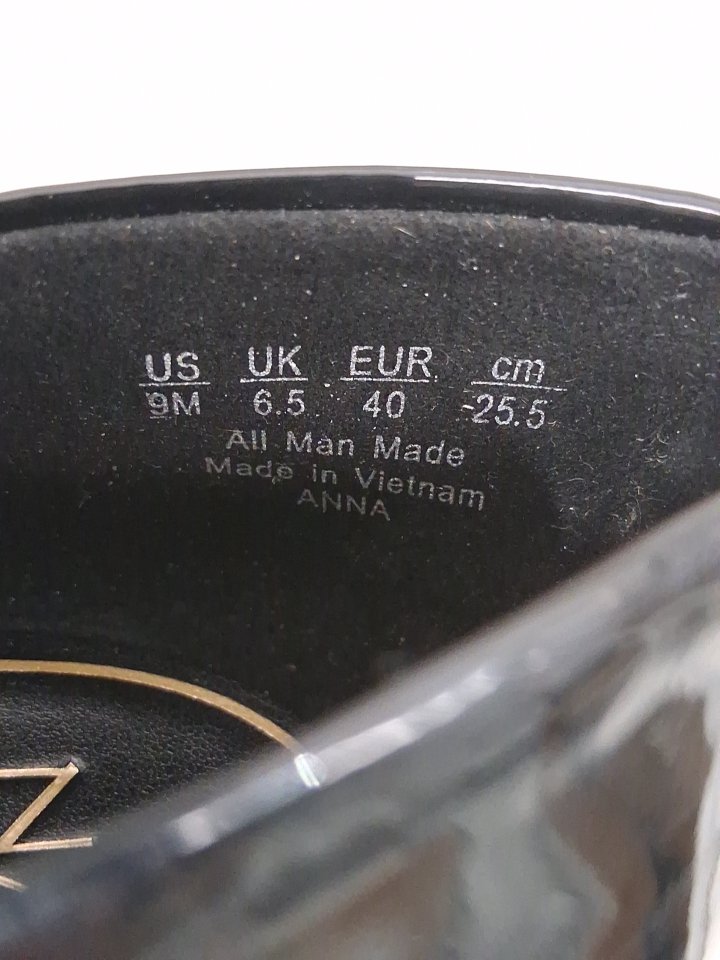 US UK EUR cm
9M 6.5 40 -25.5
All Man Made
Made in Vietnam
ANNA